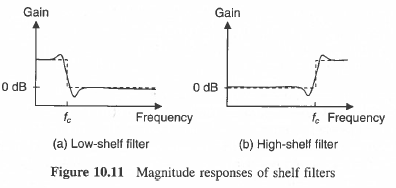 Gain
Gain
0 dB
0 dB
fc Frequency
fc Frequency
(a) Low-shelf filter
(b) High-shelf filter
Figure 10.11 Magnitude responses of shelf filters